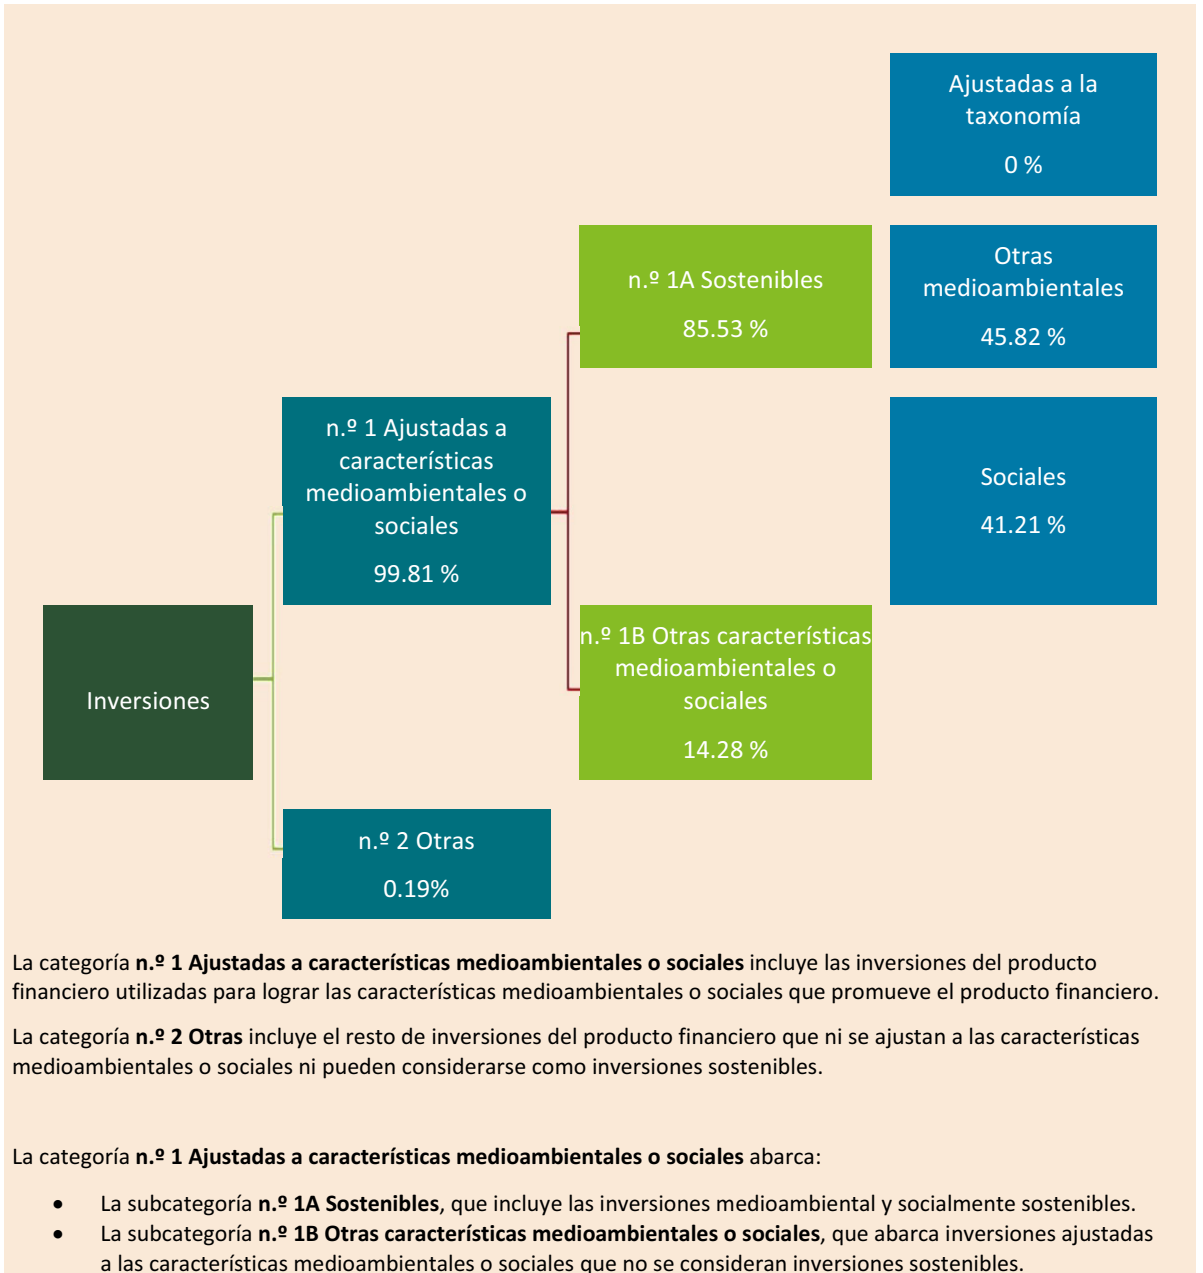 Ajustadas a la
taxonomía
0 %
n.º 1A Sostenibles
85.53 %
Otras
medioambientales
45.82 %
n.º 1 Ajustadas a
características
medioambientales o
sociales
99.81 %
Sociales
41.21 %
Inversiones
n.º 1B Otras características
medioambientales o
sociales
14.28 %
n.º 2 Otras
0.19%
La categoría n.º 1 Ajustadas a características medioambientales o sociales incluye las inversiones del producto
financiero utilizadas para lograr las características medioambientales o sociales que promueve el producto financiero.
La categoría n.º 2 Otras incluye el resto de inversiones del producto financiero que ni se ajustan a las características
medioambientales o sociales ni pueden considerarse como inversiones sostenibles.
La categoría n.º 1 Ajustadas a características medioambientales o sociales abarca:
• La subcategoría n.º 1A Sostenibles, que incluye las inversiones medioambiental y socialmente sostenibles.
• La subcategoría n.º 1B Otras características medioambientales o sociales, que abarca inversiones ajustadas
a las características medioambientales o sociales que no se consideran inversiones sostenibles.